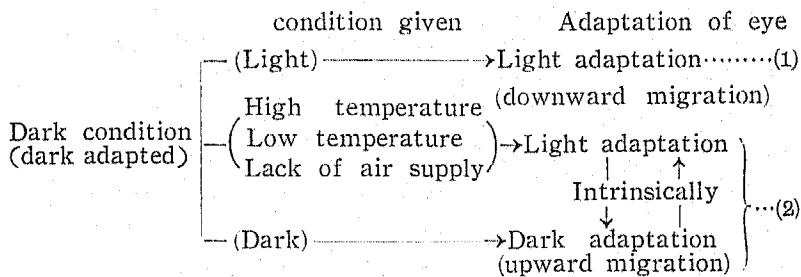 condition given Adaptation of eye
(Light) Light adaptation·········(1)
(downward migration)
High temperature
Dark condition Low temperature Light adaptation
(dark adapted) Lack of air supply
Intrinsically ···(2)
(Dark) Dark adaptation
(upward migration)